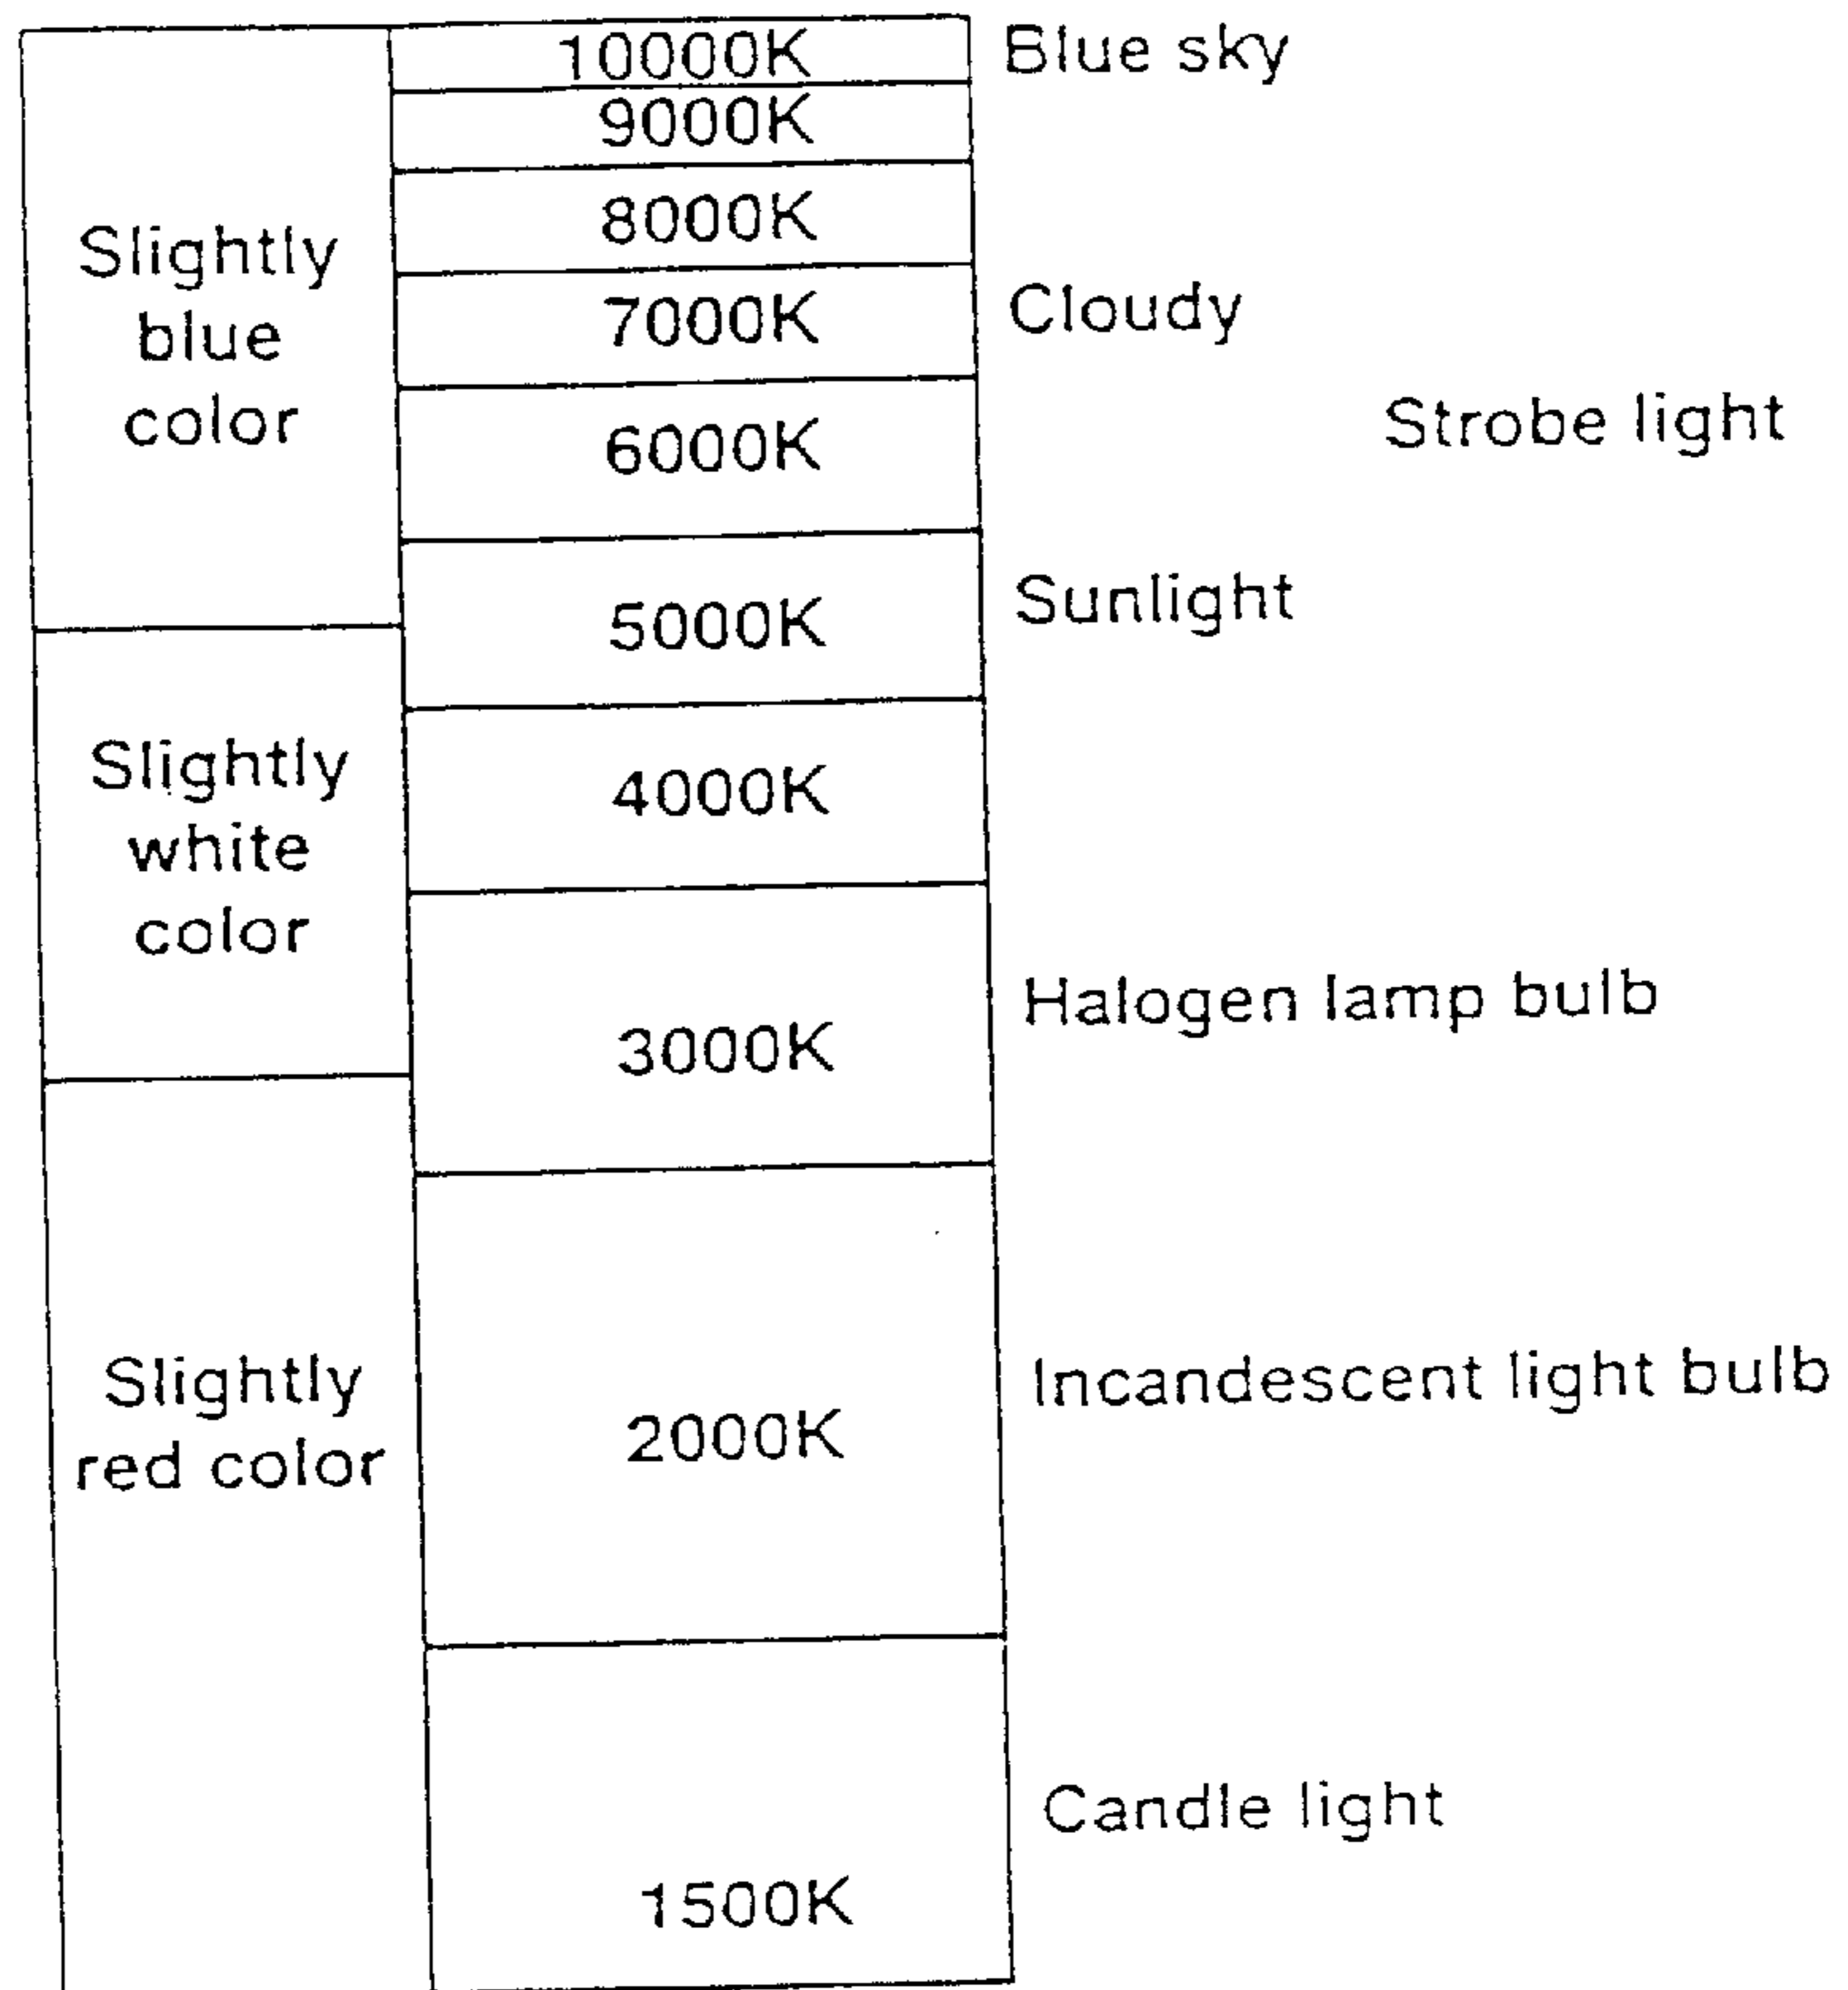 10000K
Blue sky
9000K
8000K
Slightly
blue
color
7000K
Cloudy
6000K
Strobe light
5000K
Sunlight
Slightly
white
color
4000K
3000K
Halogen lamp bulb
Slightly
red color
2000K
Incandescent light bulb
Candle light
1500K